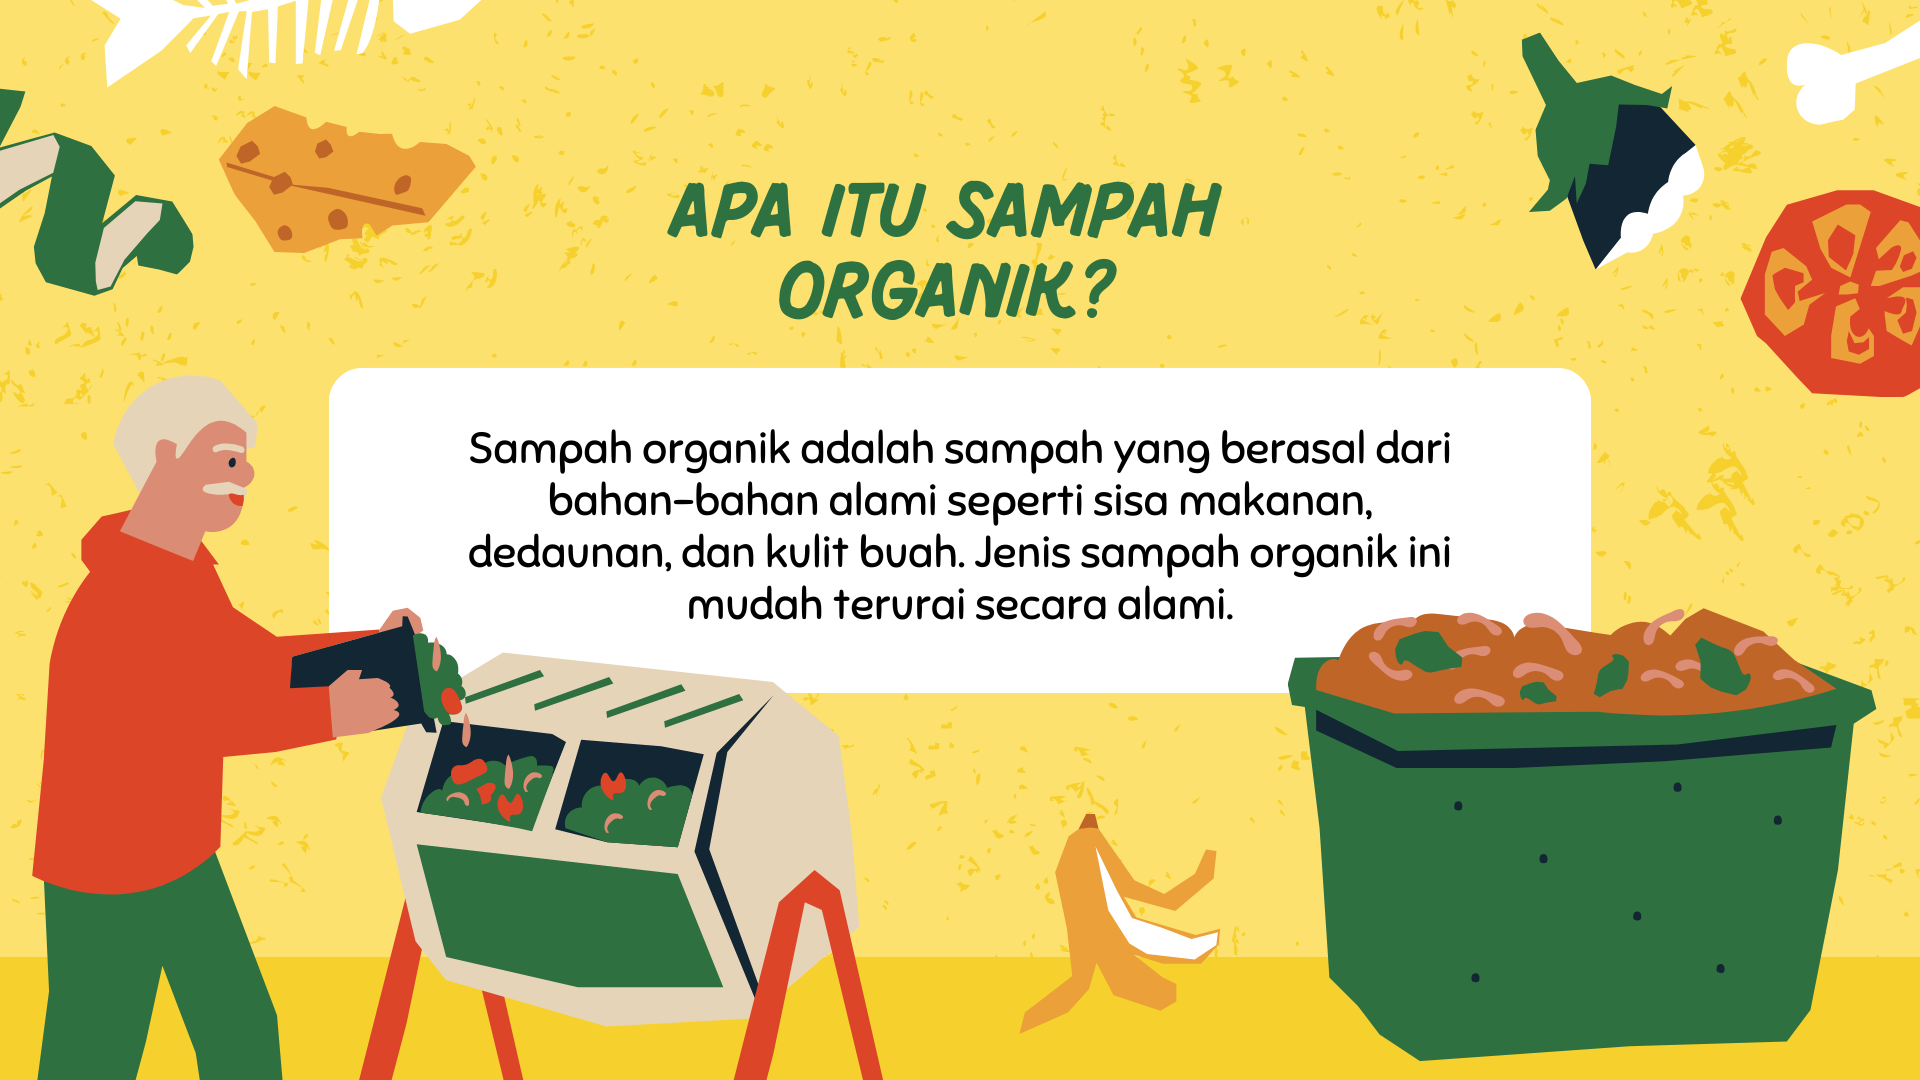 APA ITU SAMPAH
ORGANIK?
Sampah organik adalah sampah yang berasal dari
bahan-bahan alami seperti sisa makanan,
dedaunan, dan kulit buah. Jenis sampah organik ini
mudah terurai secara alami.